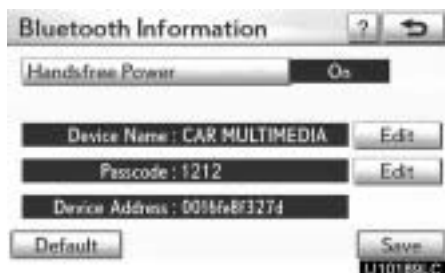 Bluetooth Information ?
Handsfree Power On
Device Name : CAR MULTIMEDIA Edit
Passcode : 1212 Edit
Device Address : 001bfe8f327d
Default Save